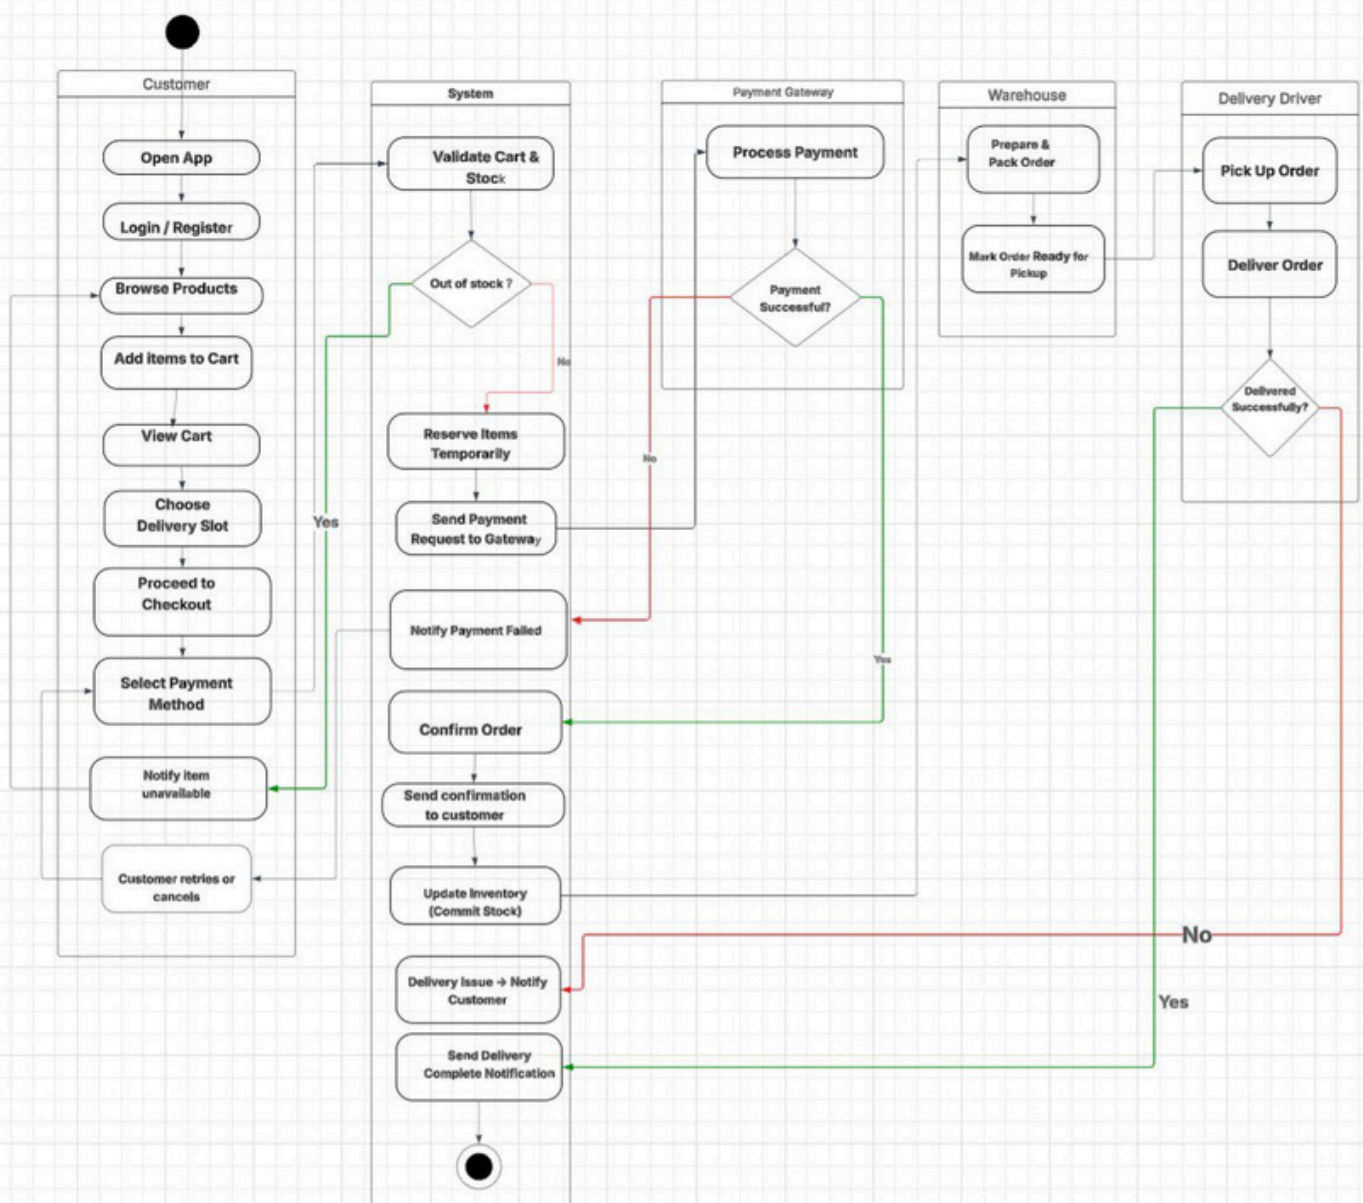 Customer
Open App
Login / Register
Browse Products
Add items to Cart
View Cart
Choose
Delivery Slot
Proceed to
Checkout
Select Payment
Method
Notify item
unavailable
Customer retries or
cancels
Yes
System
Validate Cart &
Stock
Out of stock ?
No
Reserve Items
Temporarily
Send Payment
Request to Gateway
Notify Payment Failed
Confirm Order
Send confirmation
to customer
Update Inventory
(Commit Stock)
Delivery Issue → Notify
Customer
Send Delivery
Complete Notification
Payment Gateway
Process Payment
Payment
Successful?
No
Yes
Warehouse
Prepare &
Pack Order
Mark Order Ready for
Pickup
Delivery Driver
Pick Up Order
Deliver Order
Delivered
Successfully?
No
Yes